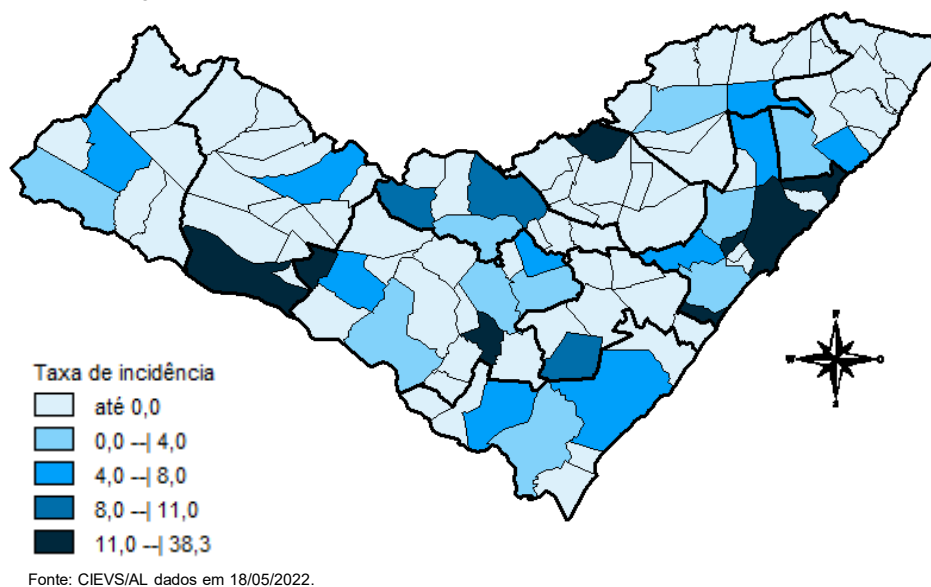 W
O
S
Taxa de incidência
até 0,0
0,0 --| 4,0
4,0 --| 8,0
8,0 --| 11,0
11,0 --| 38,3
Fonte: CIEVS/AL dados em 18/05/2022.